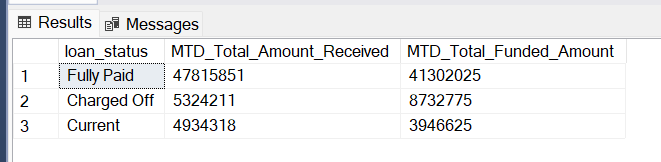 Results Messages
loan_status MTD_Total_Amount_Received MTD_Total_Funded_Amount
1 Fully Paid 47815851 41302025
2 Charged Off 5324211 8732775
3 Current 4934318 3946625